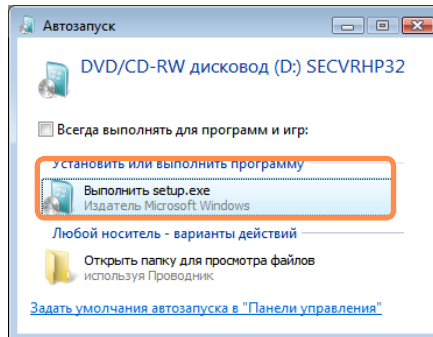 Автозапуск
DVD/CD-RW дисковод (D:) SECVRHP32
Всегда выполнять для программ и игр:
Установить или выполнить программу
Выполнить setup.exe
Издатель Microsoft Windows
Любой носитель - варианты действий
Открыть папку для просмотра файлов
используя Проводник
Задать умолчания автозапуска в "Панели управления"